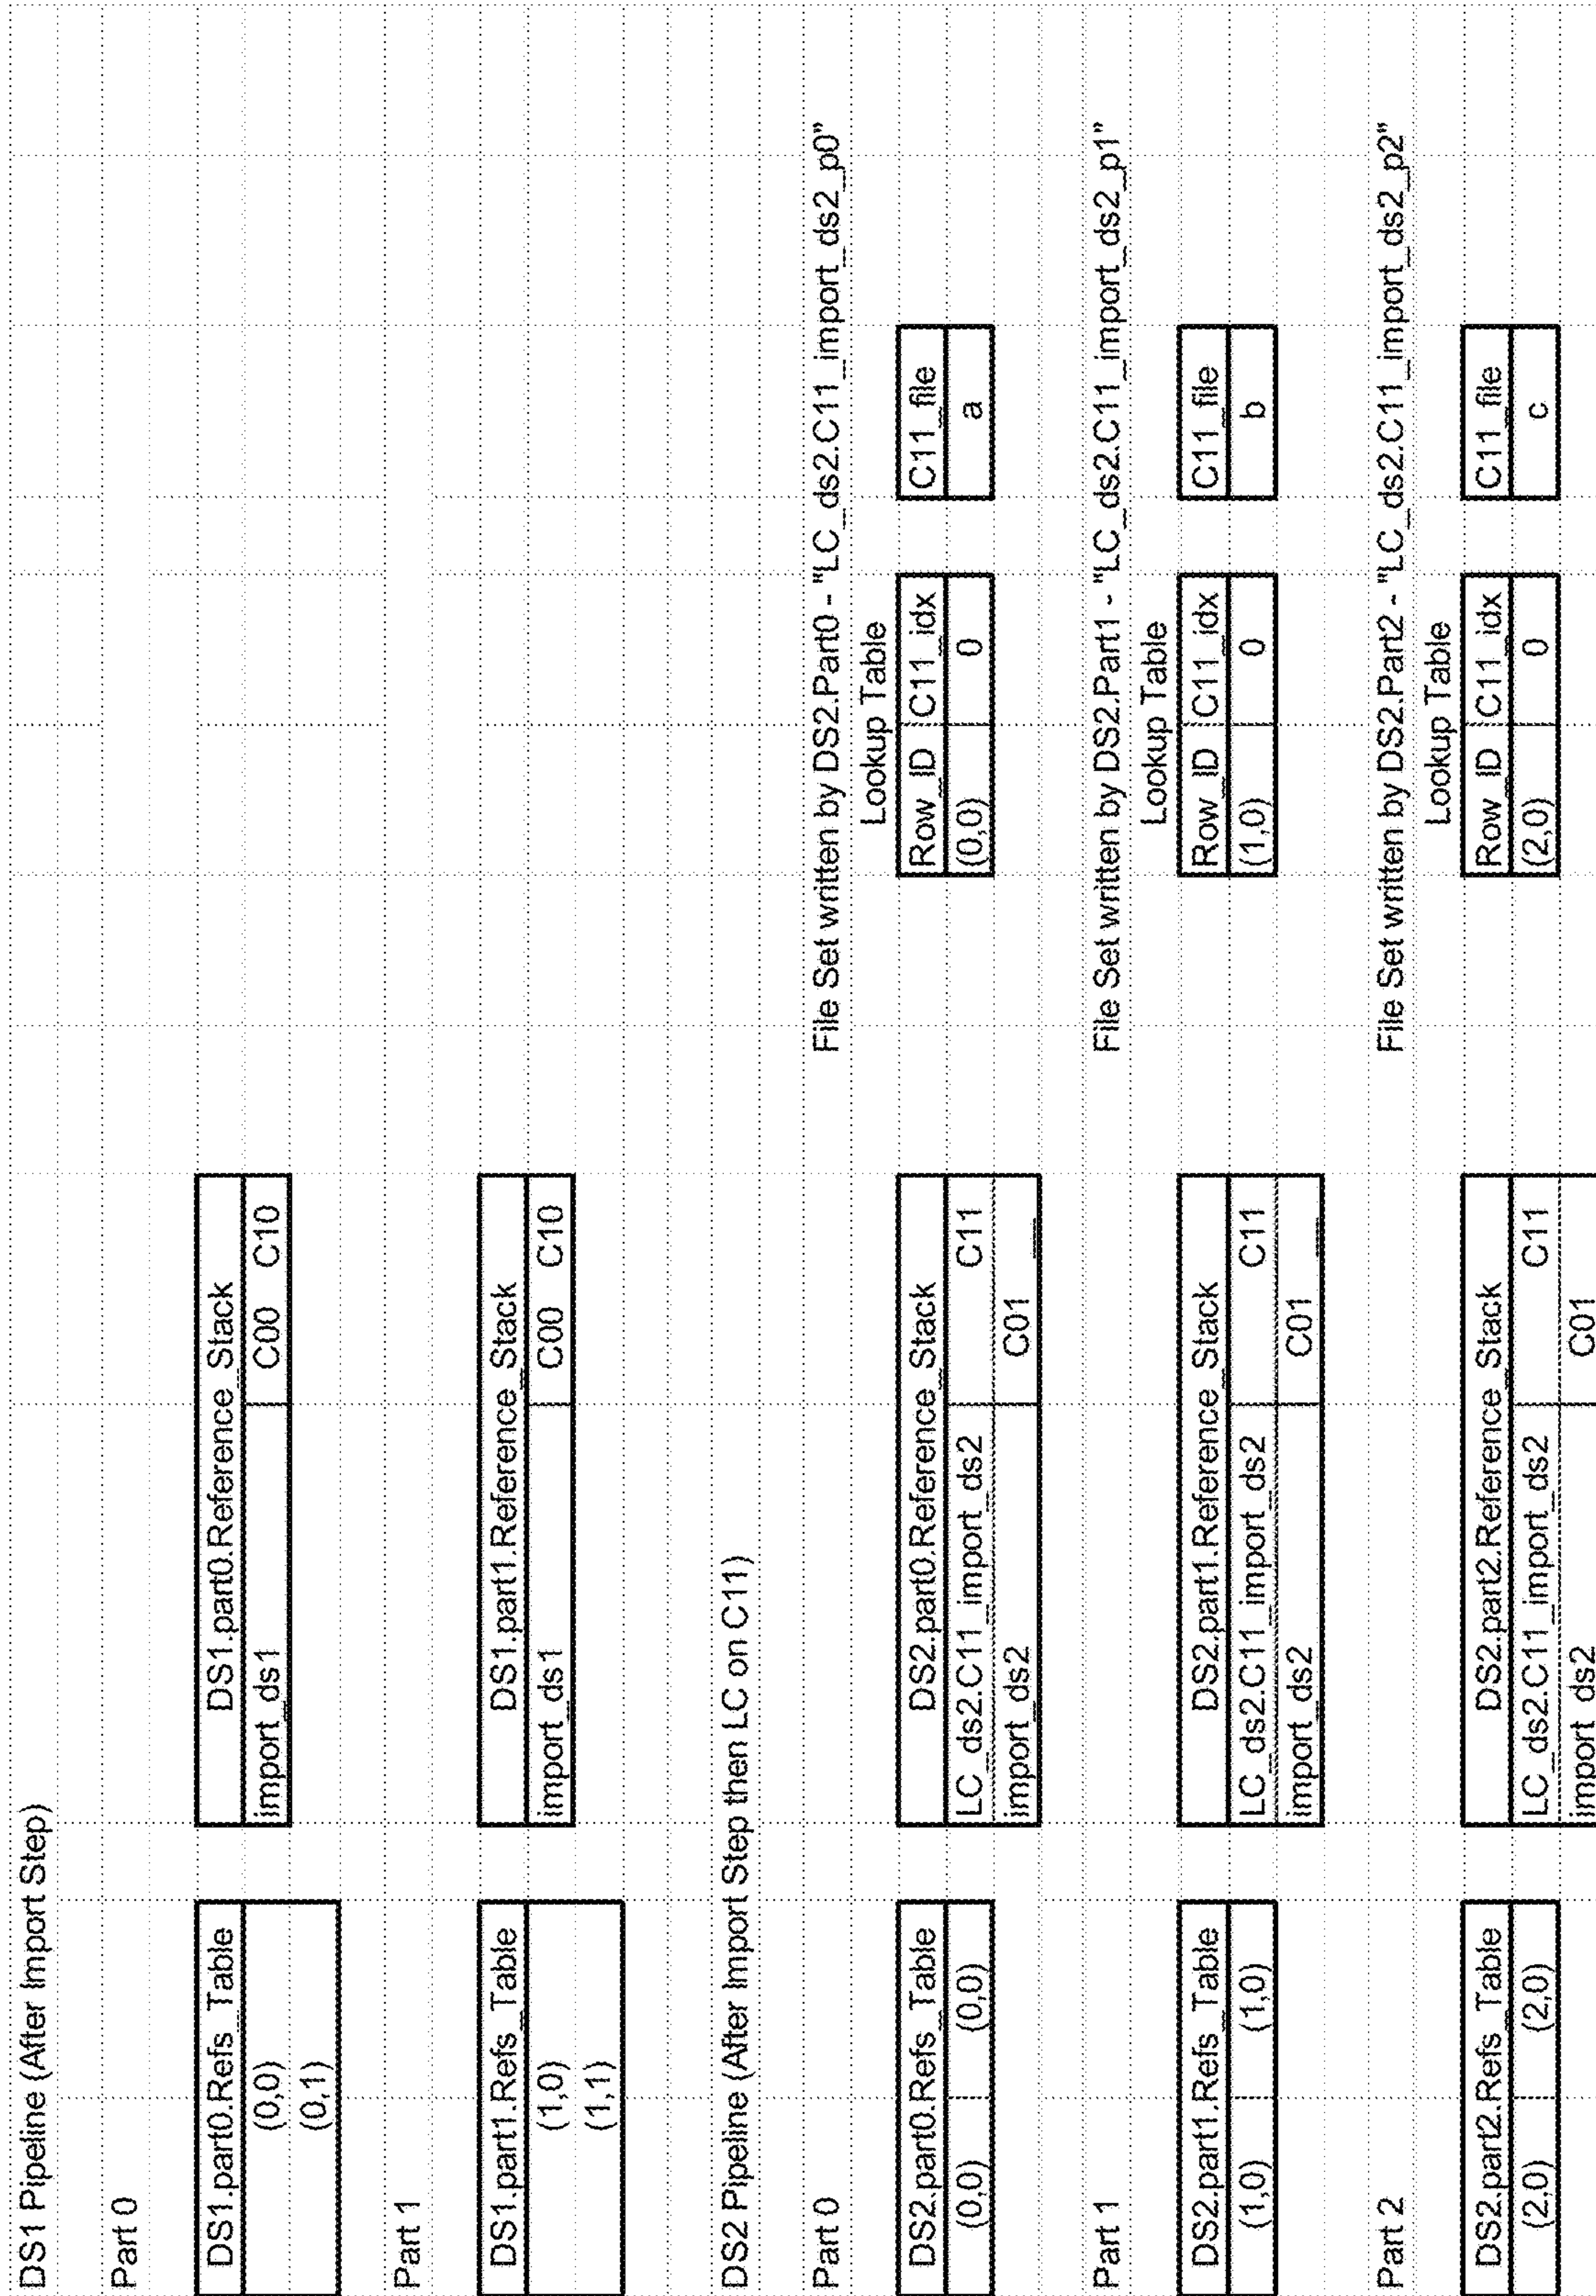 DS1 Pipeline (After Import Step)
Part 0
DS1.part0.Refs_Table DS1.part0.Reference_Stack
(0,0) import_ds1 C00 C10
(0,1)
Part 1
DS1.part1.Refs_Table DS1.part1.Reference_Stack
(1,0) import_ds1 C00 C10
(1,1)
DS2 Pipeline (After Import Step then LC on C11)
Part 0 File Set written by DS2.Part0 - "LC_ds2.C11_import_ds2_p0"
Lookup Table
DS2.part0.Refs_Table DS2.part0.Reference_Stack Row_ID C11_idx C11_file
(0,0) (0,0) LC_ds2.C11_import_ds2 C11 (0,0) 0 a
import_ds2 C01 __
Part 1 File Set written by DS2.Part1 - "LC_ds2.C11_import_ds2_p1"
Lookup Table
DS2.part1.Refs_Table DS2.part1.Reference_Stack Row_ID C11_idx C11_file
(1,0) (1,0) LC_ds2.C11_import_ds2 C11 (1,0) 0 b
import_ds2 C01 __
Part 2 File Set written by DS2.Part2 - "LC_ds2.C11_import_ds2_p2"
Lookup Table
DS2.part2.Refs_Table DS2.part2.Reference_Stack Row_ID C11_idx C11_file
(2,0) (2,0) LC_ds2.C11_import_ds2 C11 (2,0) 0 c
import_ds2 C01